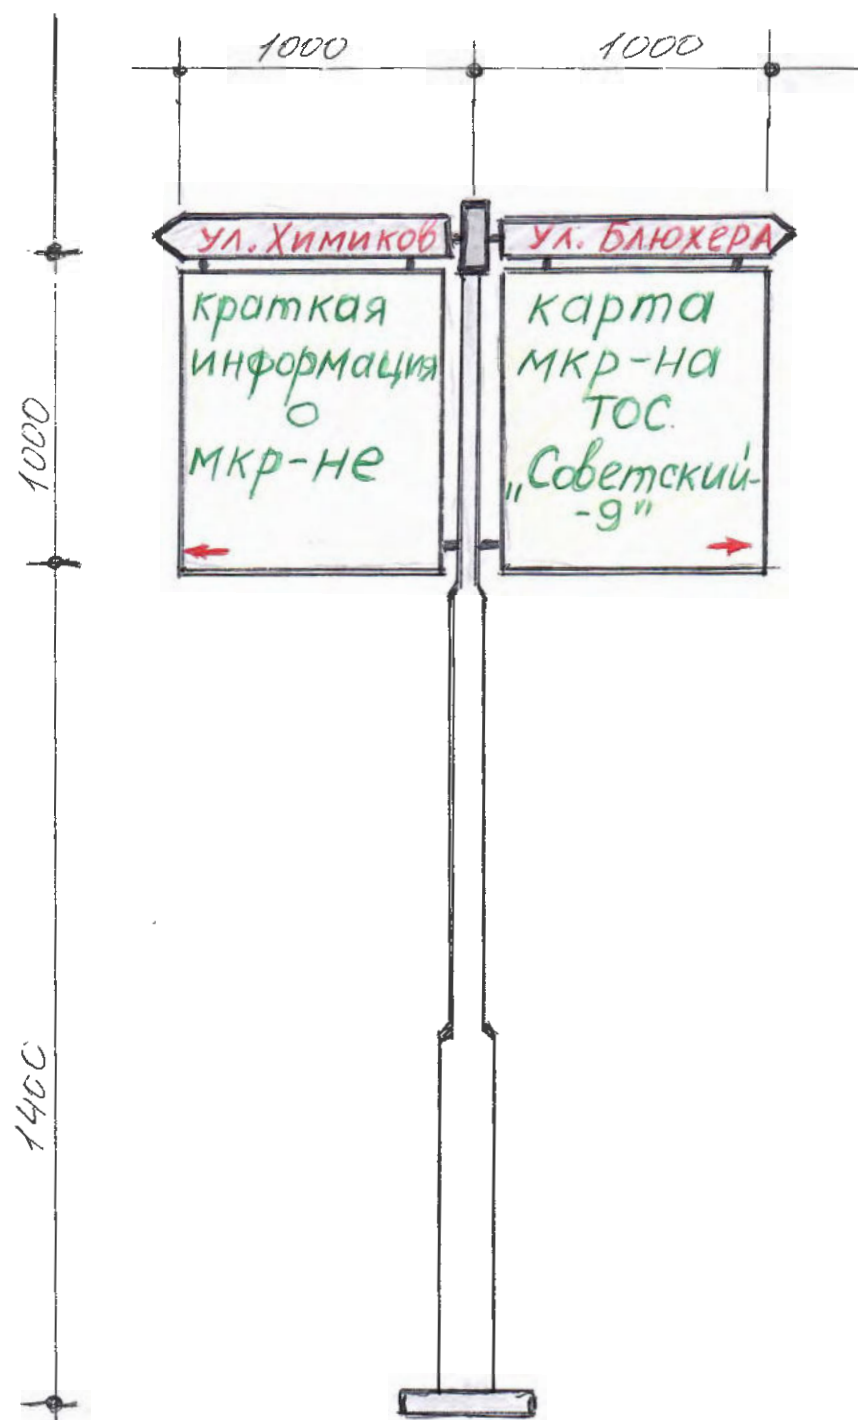 1000
1000
ул. Химиков
ул. Блюхера
краткая
информация
о
мкр-не
карта
мкр-на
ТОС.
„Советский-
-9"
1000
1400